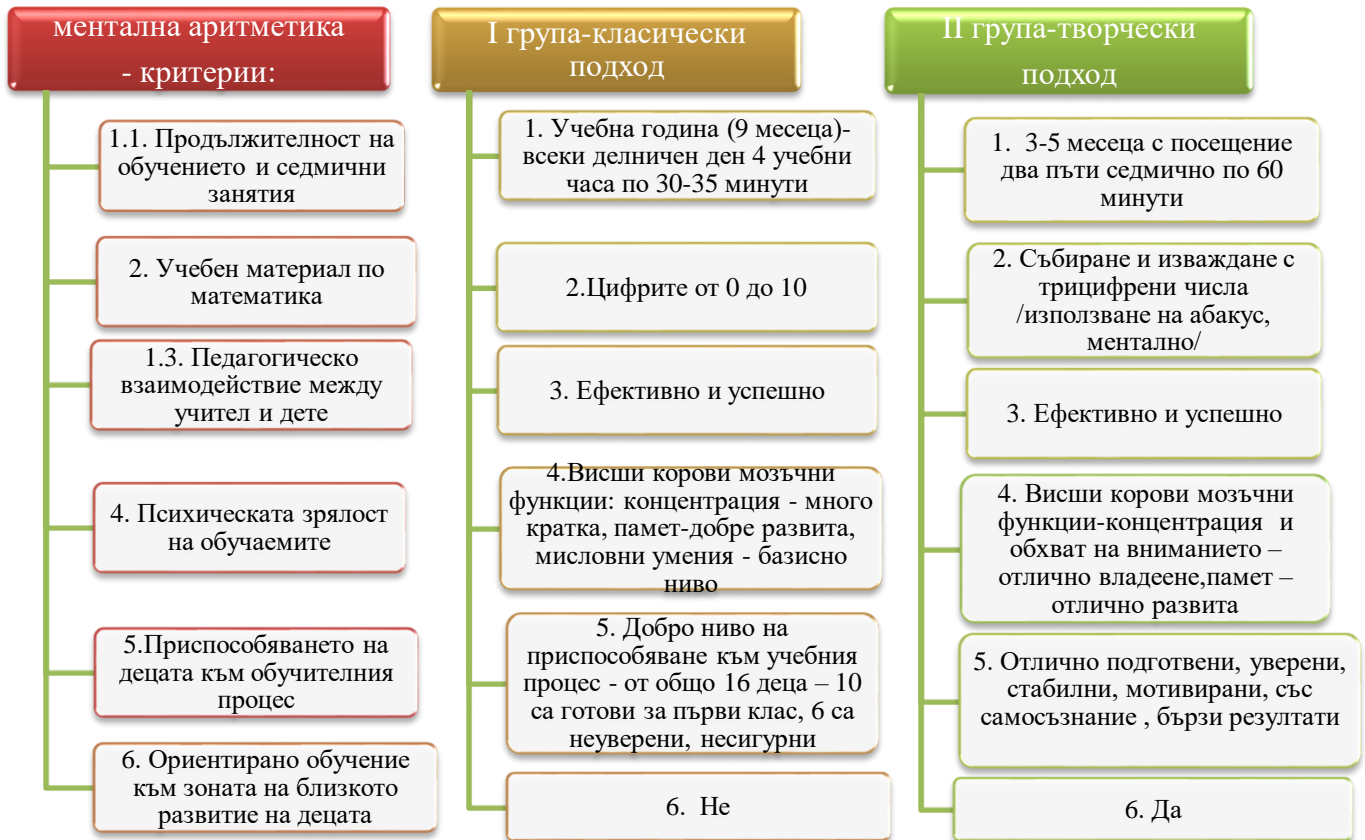 ментална аритметика
- критерии:
1.1. Продължителност на
обучението и седмични
занятия
2. Учебен материал по
математика
1.3. Педагогическо
взаимодействие между
учител и дете
4. Психическата зрялост
на обучаемите
5.Приспособяването на
децата към обучителния
процес
6. Ориентирано обучение
към зоната на близкото
развитие на децата
I група-класически
подход
1. Учебна година (9 месеца)-
всеки делничен ден 4 учебни
часа по 30-35 минути
2.Цифрите от 0 до 10
3. Ефективно и успешно
4.Висши корови мозъчни
функции: концентрация - много
кратка, памет-добре развита,
мисловни умения - базисно
ниво
5. Добро ниво на
приспособяване към учебния
процес - от общо 16 деца – 10
са готови за първи клас, 6 са
неуверени, несигурни
6. Не
II група-творчески
подход
1. 3-5 месеца с посещение
два пъти седмично по 60
минути
2. Събиране и изваждане с
трицифрени числа
/използване на абакус,
ментално/
3. Ефективно и успешно
4. Висши корови мозъчни
функции-концентрация и
обхват на вниманието –
отлично владеене,памет –
отлично развита
5. Отлично подготвени, уверени,
стабилни, мотивирани, със
самосъзнание , бързи резултати
6. Да